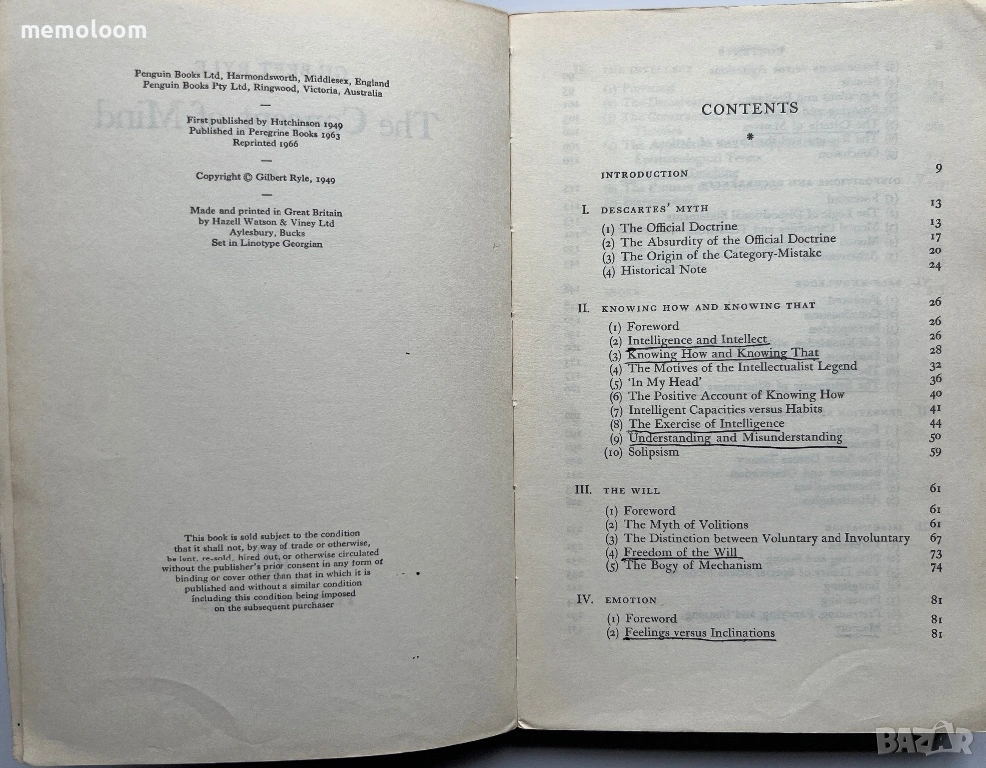 memoloom
Penguin Books Ltd, Harmondsworth, Middlesex, England
Penguin Books Pty Ltd, Ringwood, Victoria, Australia
—
First published by Hutchinson 1949
Published in Peregrine Books 1963
Reprinted 1966
—
Copyright © Gilbert Ryle, 1949
—
Made and printed in Great Britain
by Hazell Watson & Viney Ltd
Aylesbury, Bucks
Set in Linotype Georgian
This book is sold subject to the condition
that it shall not, by way of trade or otherwise,
be lent, re-sold, hired out, or otherwise circulated
without the publisher's prior consent in any form of
binding or cover other than that in which it is
published and without a similar condition
including this condition being imposed
on the subsequent purchaser
CONTENTS
*
INTRODUCTION 9
I. DESCARTES' MYTH 13
(1) The Official Doctrine 13
(2) The Absurdity of the Official Doctrine 17
(3) The Origin of the Category-Mistake 20
(4) Historical Note 24
II. KNOWING HOW AND KNOWING THAT 26
(1) Foreword 26
(2) Intelligence and Intellect 26
(3) Knowing How and Knowing That 28
(4) The Motives of the Intellectualist Legend 32
(5) 'In My Head' 36
(6) The Positive Account of Knowing How 40
(7) Intelligent Capacities versus Habits 41
(8) The Exercise of Intelligence 44
(9) Understanding and Misunderstanding 50
(10) Solipsism 59
III. THE WILL 61
(1) Foreword 61
(2) The Myth of Volitions 61
(3) The Distinction between Voluntary and Involuntary 67
(4) Freedom of the Will 73
(5) The Bogy of Mechanism 74
IV. EMOTION 81
(1) Foreword 81
(2) Feelings versus Inclinations 81
BAZAR